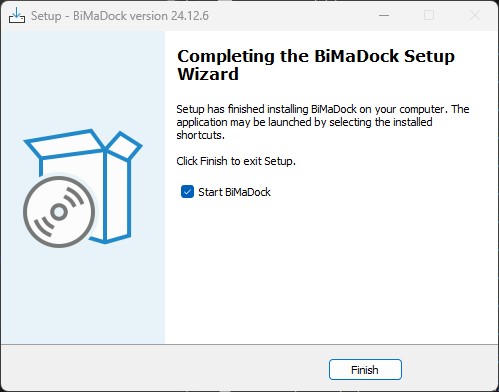 Setup - BiMaDock version 24.12.6
Completing the BiMaDock Setup
Wizard
Setup has finished installing BiMaDock on your computer. The
application may be launched by selecting the installed
shortcuts.
Click Finish to exit Setup.
Start BiMaDock
Finish